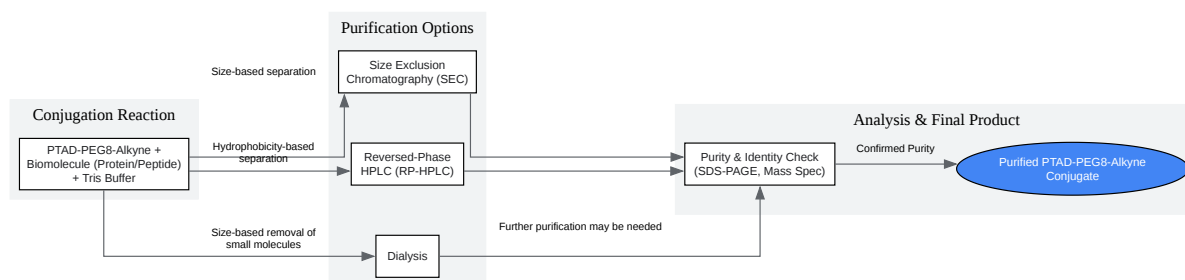 Purification Options
Size-based separation
Size Exclusion
Chromatography (SEC)
Conjugation Reaction
PTAD-PEG8-Alkyne +
Biomolecule (Protein/Peptide)
+ Tris Buffer
Hydrophobicity-based
separation
Reversed-Phase
HPLC (RP-HPLC)
Size-based removal of
small molecules
Dialysis
Further purification may be needed
Analysis & Final Product
Purity & Identity Check
(SDS-PAGE, Mass Spec)
Confirmed Purity
Purified PTAD-PEG8-Alkyne
Conjugate